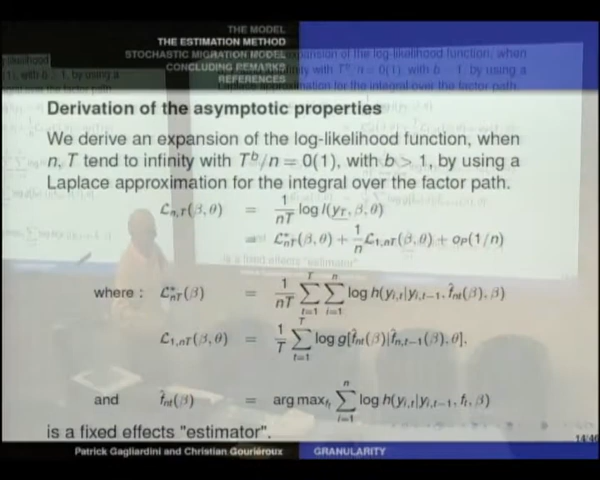 THE MODEL
THE ESTIMATION METHOD
STOCHASTIC MIGRATION MODEL
CONCLUDING REMARKS
REFERENCES
GRANULARITY
Derivation of the asymptotic properties
We derive an expansion of the log-likelihood function, when
n, T tend to infinity with T^b/n = 0(1), with b > 1, by using a
Laplace approximation for the integral over the factor path.
L_{n,T}(β, θ) = 1/nT log l(y_T, β, θ)
= L*_{nT}(β, θ) + 1/n L_{1,nT}(β, θ) + o_P(1/n)
where : L*_{nT}(β) = 1/nT Σ_{t=1}^{T} Σ_{i=1}^{n} log h(y_{i,t}|y_{i,t−1}, f̂_{nt}(β), β)
L_{1,nT}(β, θ) = 1/T Σ_{t=1}^{T} log g[f̂_{nt}(β)|f̂_{n,t−1}(β), θ],
and f̂_{nt}(β) = arg max_{f_t} Σ_{i=1}^{n} log h(y_{i,t}|y_{i,t−1}, f_t, β)
is a fixed effects "estimator".
14/46
Patrick Gagliardini and Christian Gouriéroux GRANULARITY